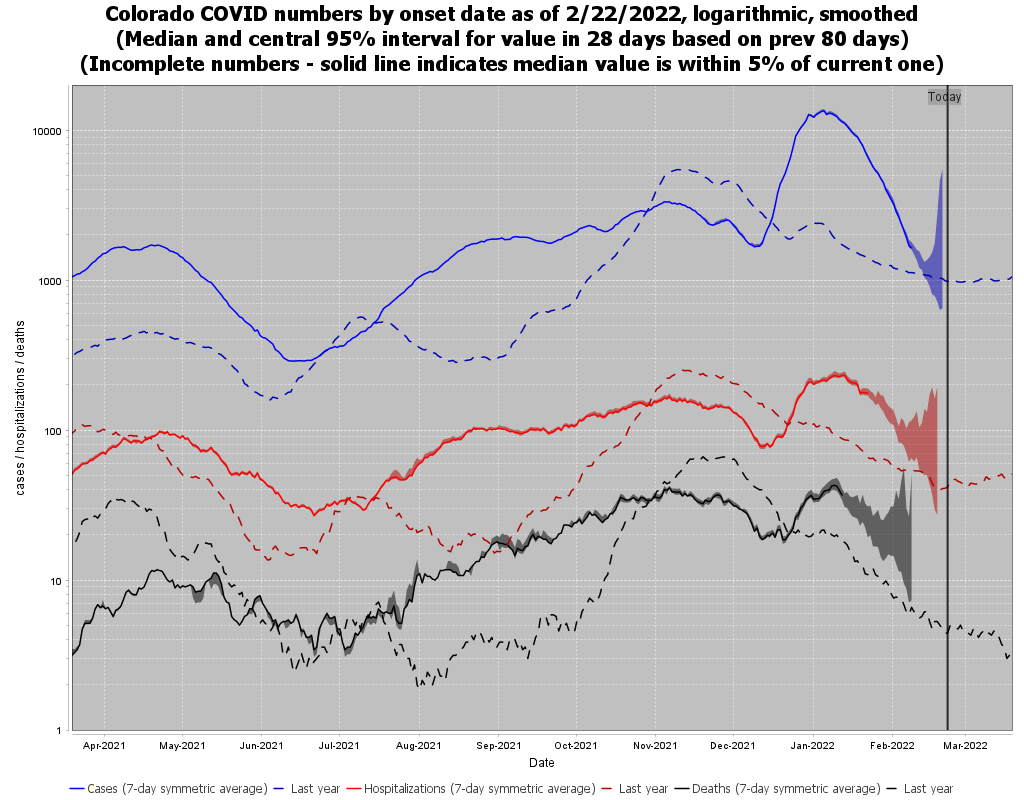 Colorado COVID numbers by onset date as of 2/22/2022, logarithmic, smoothed
(Median and central 95% interval for value in 28 days based on prev 80 days)
(Incomplete numbers - solid line indicates median value is within 5% of current one)
Today
10000
1000
100
10
1
cases / hospitalizations / deaths
Apr-2021 May-2021 Jun-2021 Jul-2021 Aug-2021 Sep-2021 Oct-2021 Nov-2021 Dec-2021 Jan-2022 Feb-2022 Mar-2022
Date
Cases (7-day symmetric average) Last year Hospitalizations (7-day symmetric average) Last year Deaths (7-day symmetric average) Last year